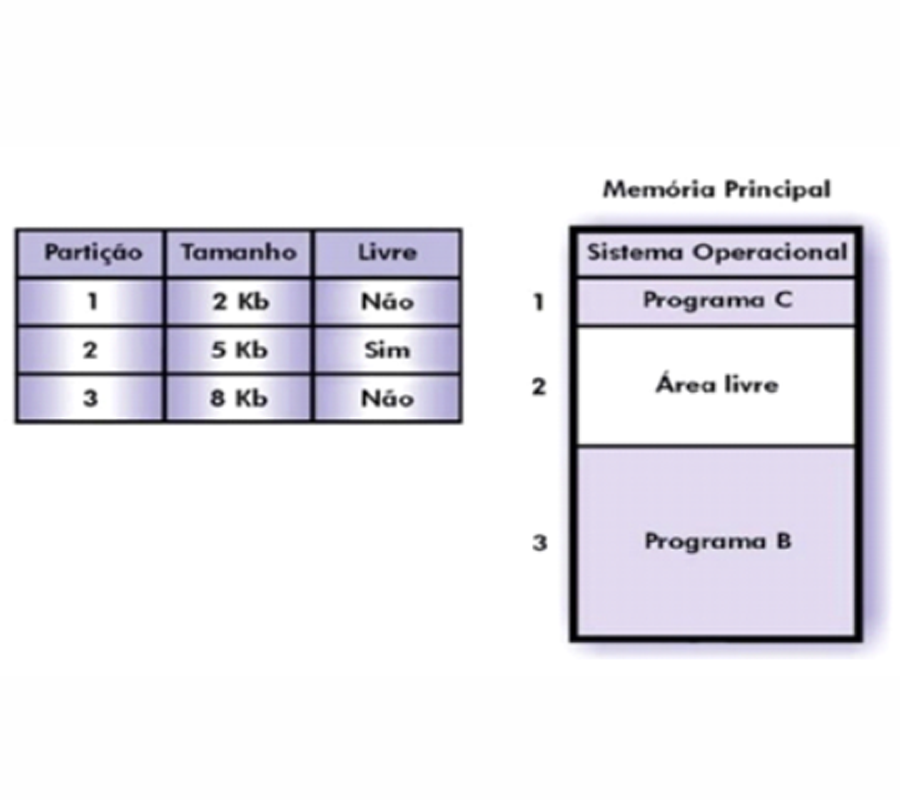 Partição Tamanho Livre
1 2 Kb Não
2 5 Kb Sim
3 8 Kb Não
Memória Principal
Sistema Operacional
1 Programa C
2 Área livre
3 Programa B